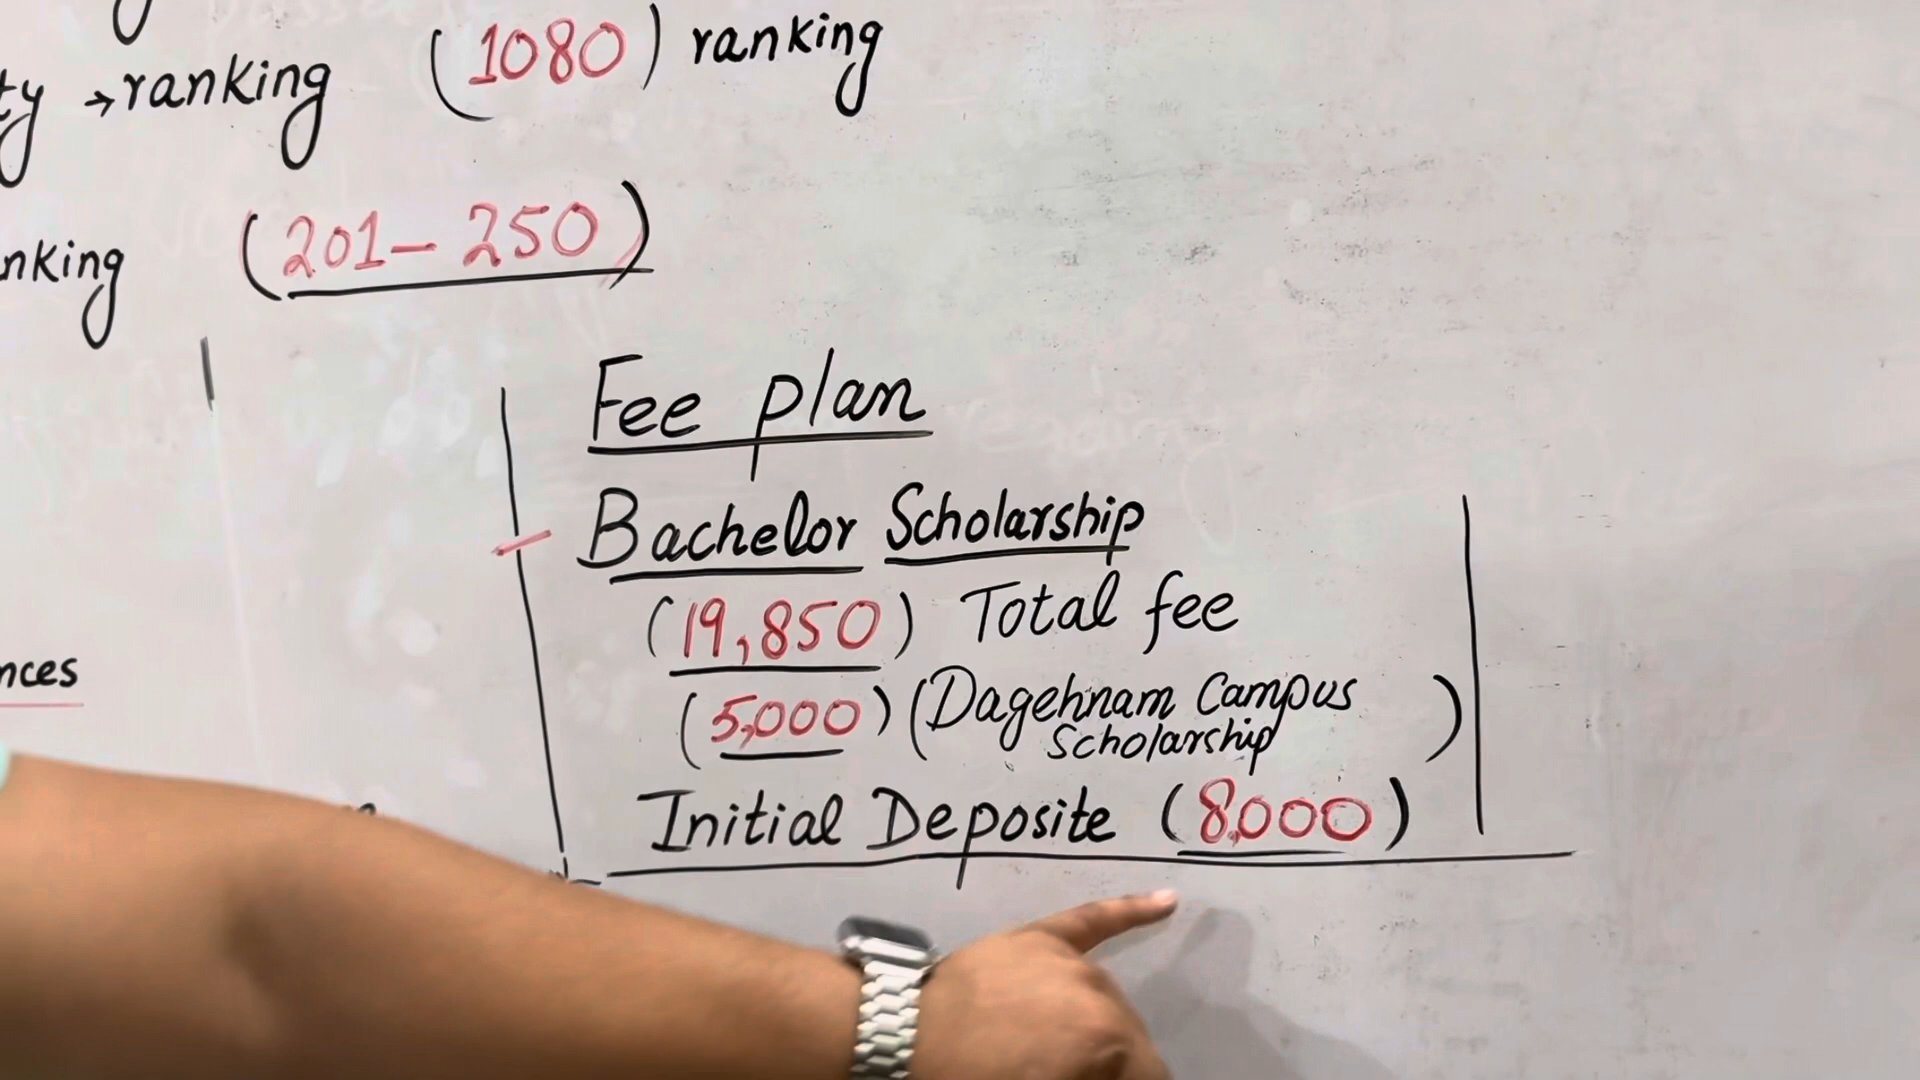 ty → ranking (1080) ranking
nking (201-250)
Fee plan
Bachelor Scholarship
(19,850) Total fee
(5,000) (Dagehnam Campus Scholarship)
Initial Deposite (8,000)
nces